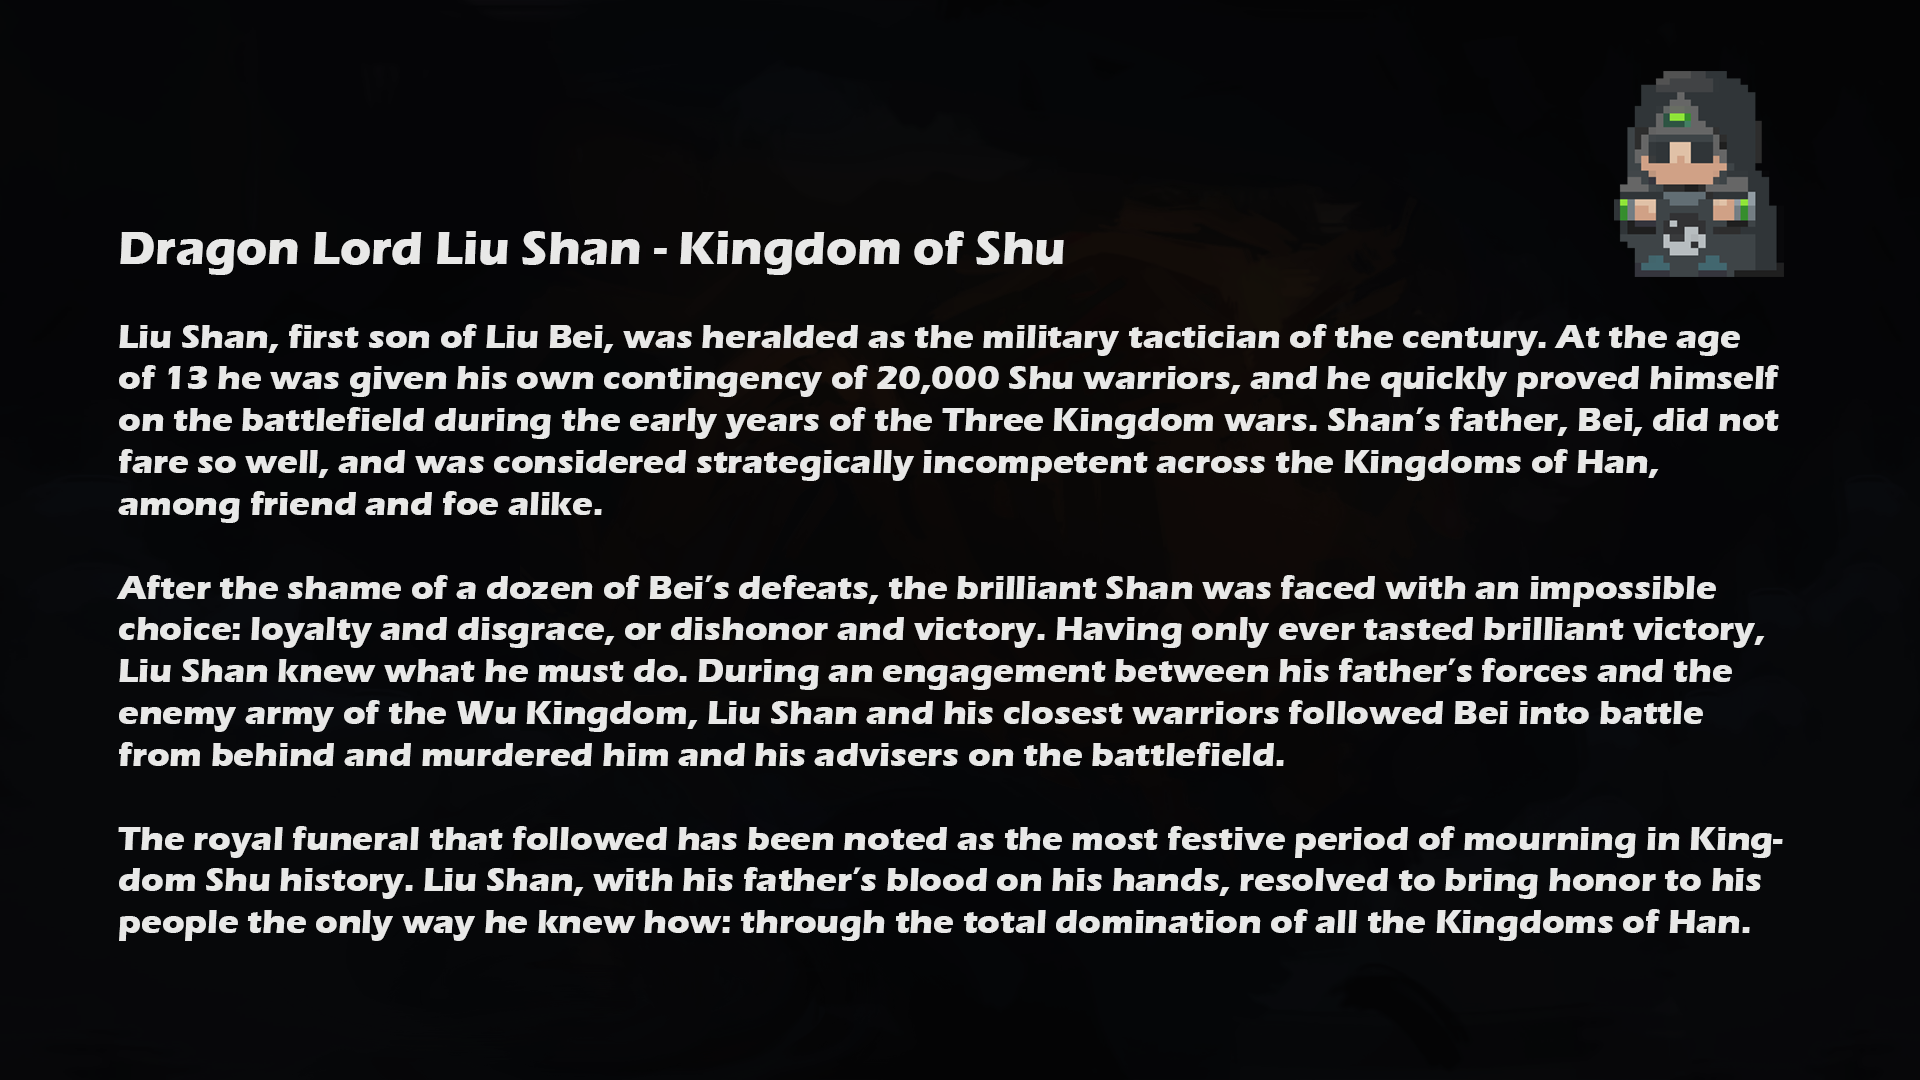 Dragon Lord Liu Shan - Kingdom of Shu
Liu Shan, first son of Liu Bei, was heralded as the military tactician of the century. At the age
of 13 he was given his own contingency of 20,000 Shu warriors, and he quickly proved himself
on the battlefield during the early years of the Three Kingdom wars. Shan's father, Bei, did not
fare so well, and was considered strategically incompetent across the Kingdoms of Han,
among friend and foe alike.
After the shame of a dozen of Bei's defeats, the brilliant Shan was faced with an impossible
choice: loyalty and disgrace, or dishonor and victory. Having only ever tasted brilliant victory,
Liu Shan knew what he must do. During an engagement between his father's forces and the
enemy army of the Wu Kingdom, Liu Shan and his closest warriors followed Bei into battle
from behind and murdered him and his advisers on the battlefield.
The royal funeral that followed has been noted as the most festive period of mourning in King-
dom Shu history. Liu Shan, with his father's blood on his hands, resolved to bring honor to his
people the only way he knew how: through the total domination of all the Kingdoms of Han.